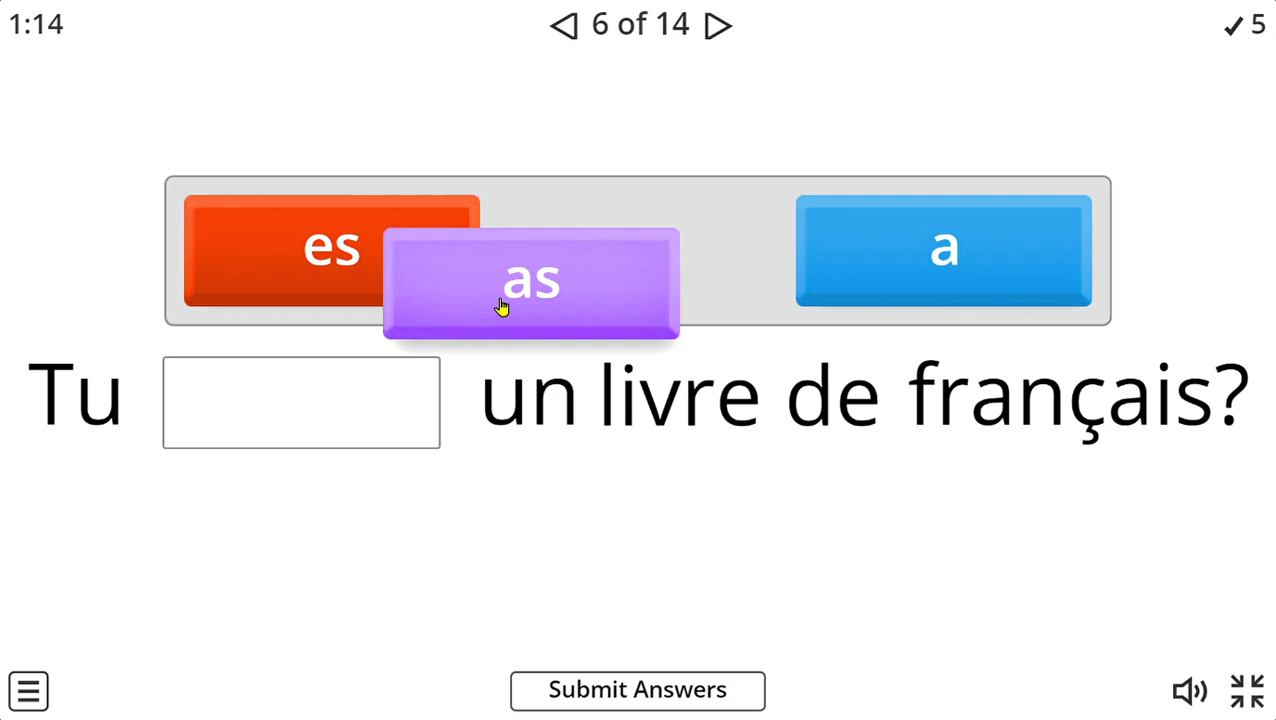 1:14
6 of 14
✓ 5
es
as
a
Tu un livre de français?
Submit Answers